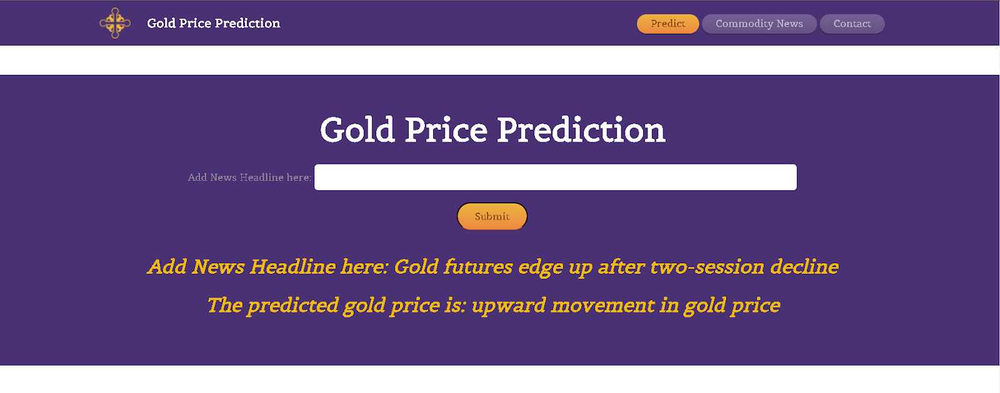 Gold Price Prediction
Predict
Commodity News
Contact
Gold Price Prediction
Add News Headline here:
Submit
Add News Headline here: Gold futures edge up after two-session decline
The predicted gold price is: upward movement in gold price